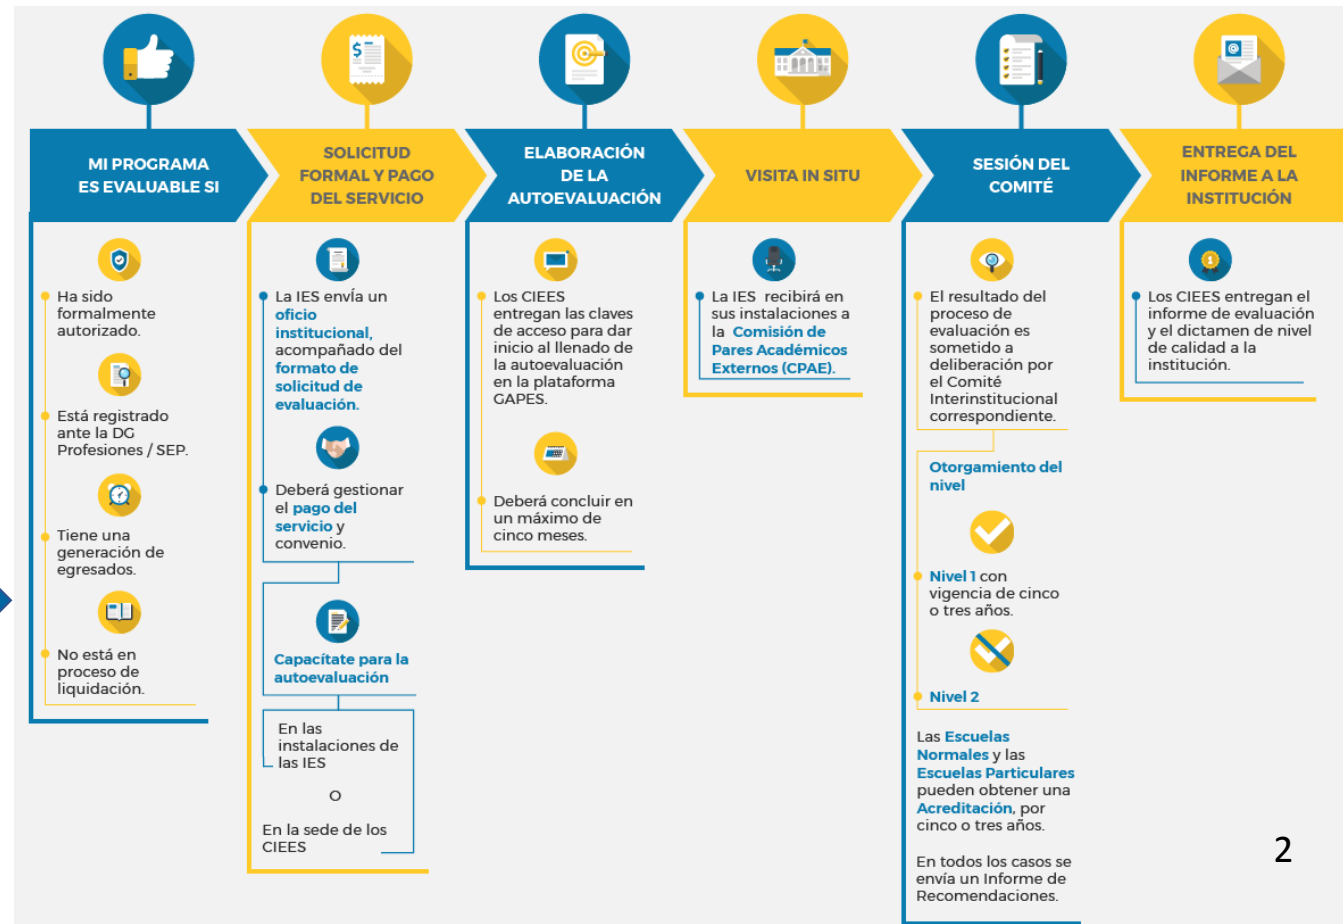 MI PROGRAMA
ES EVALUABLE SI
Ha sido
formalmente
autorizado.
Está registrado
ante la DG
Profesiones / SEP.
Tiene una
generación de
egresados.
No está en
proceso de
liquidación.
SOLICITUD
FORMAL Y PAGO
DEL SERVICIO
La IES envÍa un
oficio
institucional,
acompañado del
formato de
solicitud de
evaluación.
Deberá gestionar
el pago del
servicio y
convenio.
Capacítate para la
autoevaluación
En las
instalaciones de
las IES
O
En la sede de los
CIEES
ELABORACIÓN
DE LA
AUTOEVALUACIÓN
Los CIEES
entregan las claves
de acceso para dar
inicio al llenado de
la autoevaluación
en la plataforma
GAPES.
Deberá concluir en
un máximo de
cinco meses.
VISITA IN SITU
La IES recibirá en
sus instalaciones a
la Comisión de
Pares Académicos
Externos (CPAE).
SESIÓN DEL
COMITÉ
El resultado del
proceso de
evaluación es
sometido a
deliberación por
el Comité
Interinstitucional
correspondiente.
Otorgamiento del
nivel
Nivel 1 con
vigencia de cinco
o tres años.
Nivel 2
Las Escuelas
Normales y las
Escuelas Particulares
pueden obtener una
Acreditación, por
cinco o tres años.
En todos los casos se
envía un Informe de
Recomendaciones.
ENTREGA DEL
INFORME A LA
INSTITUCIÓN
Los CIEES entregan el
informe de evaluación
y el dictamen de nivel
de calidad a la
institución.
2